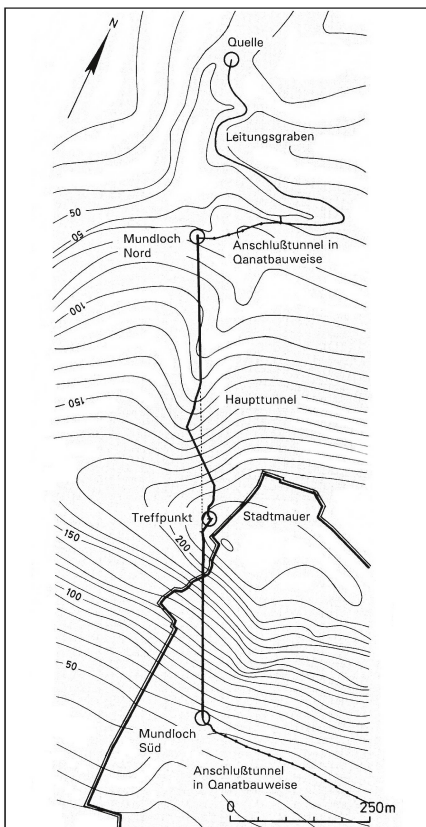 N
Quelle
Leitungsgraben
50
50
Mundloch
Nord
Anschlußtunnel in
Qanatbauweise
100
150
Haupttunnel
Treffpunkt
Stadtmauer
200
150
100
50
Mundloch
Süd
Anschlußtunnel
in Qanatbauweise
0
250m